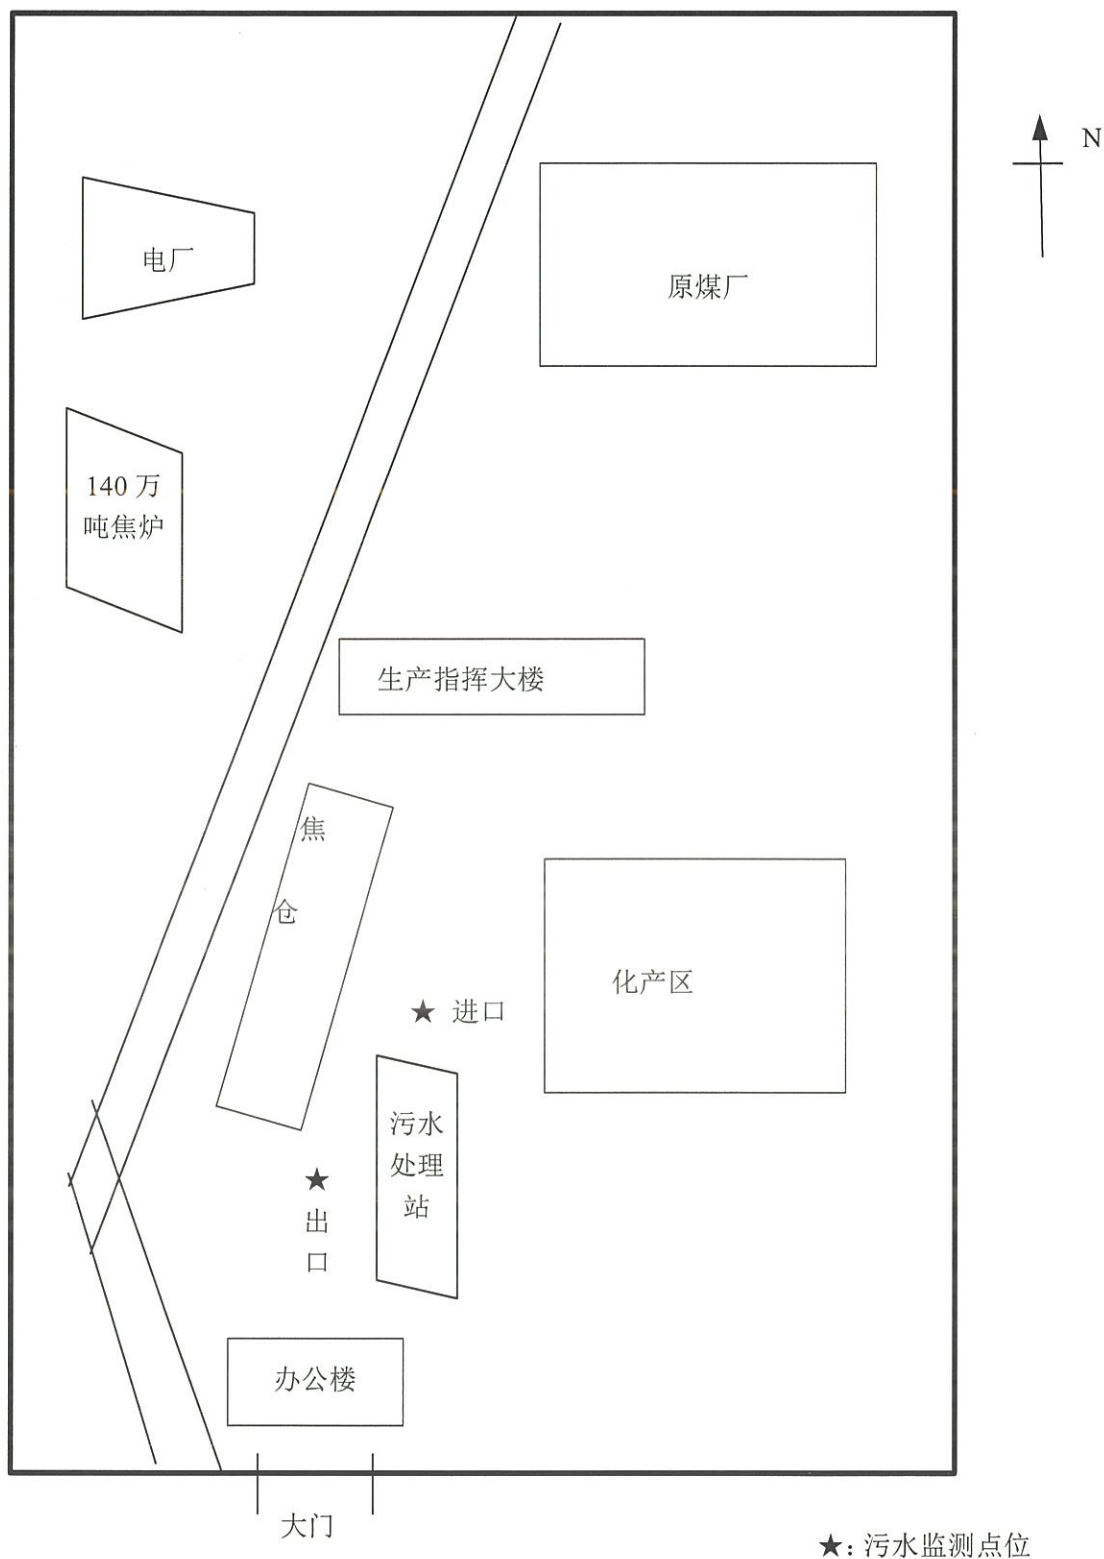 N
电厂
原煤厂
140 万
吨焦炉
生产指挥大楼
焦
仓
化产区
★ 进口
污水
处理
站
★
出
口
办公楼
大门
★: 污水监测点位